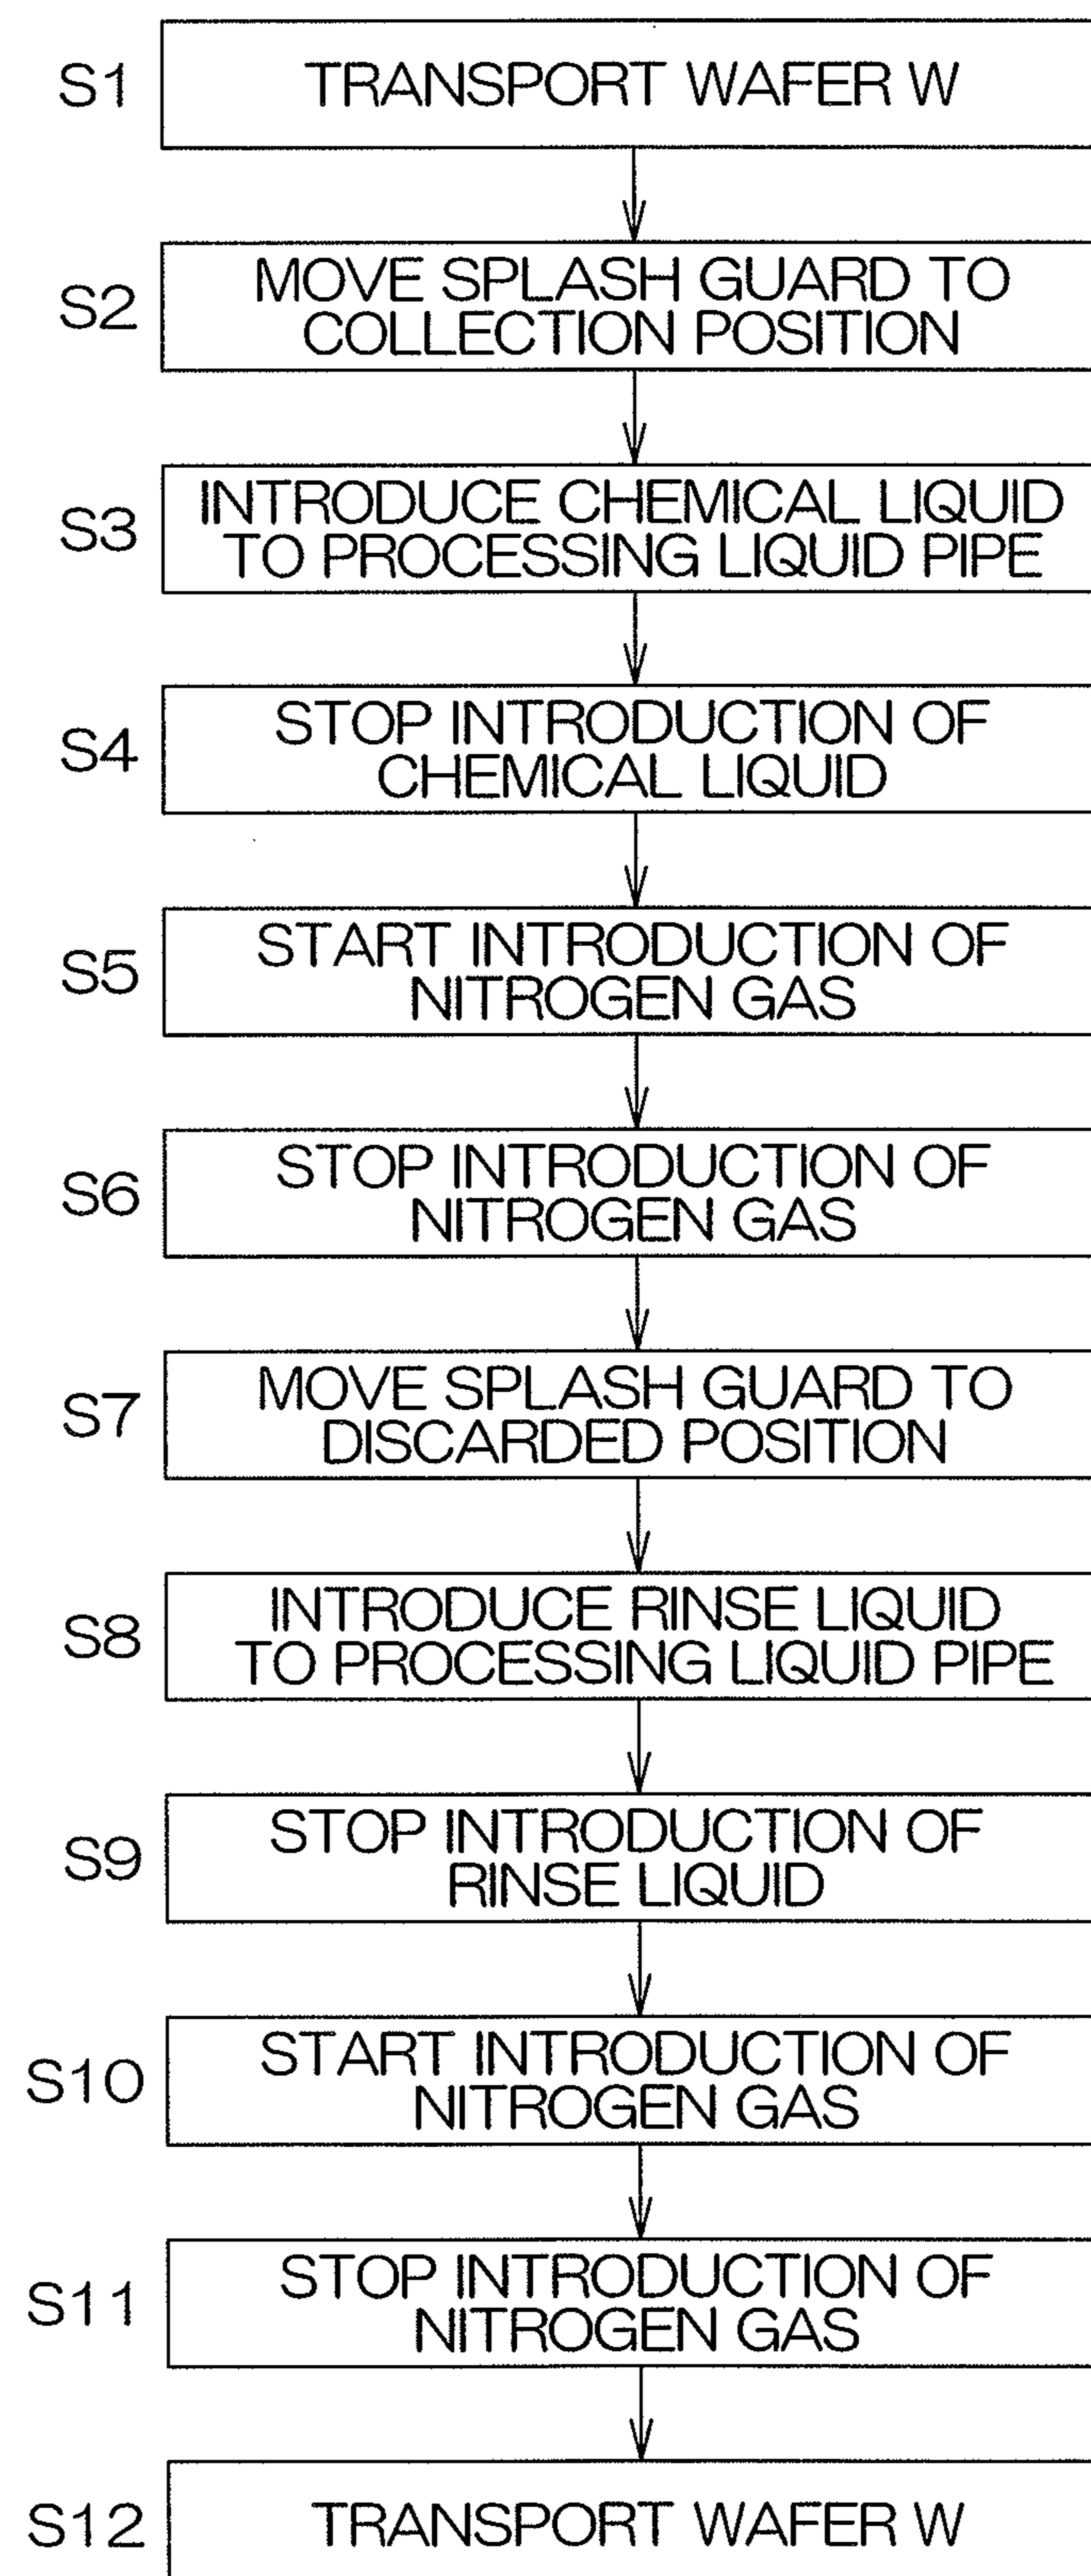 S1 TRANSPORT WAFER W
S2 MOVE SPLASH GUARD TO
COLLECTION POSITION
S3 INTRODUCE CHEMICAL LIQUID
TO PROCESSING LIQUID PIPE
S4 STOP INTRODUCTION OF
CHEMICAL LIQUID
S5 START INTRODUCTION OF
NITROGEN GAS
S6 STOP INTRODUCTION OF
NITROGEN GAS
S7 MOVE SPLASH GUARD TO
DISCARDED POSITION
S8 INTRODUCE RINSE LIQUID
TO PROCESSING LIQUID PIPE
S9 STOP INTRODUCTION OF
RINSE LIQUID
S10 START INTRODUCTION OF
NITROGEN GAS
S11 STOP INTRODUCTION OF
NITROGEN GAS
S12 TRANSPORT WAFER W